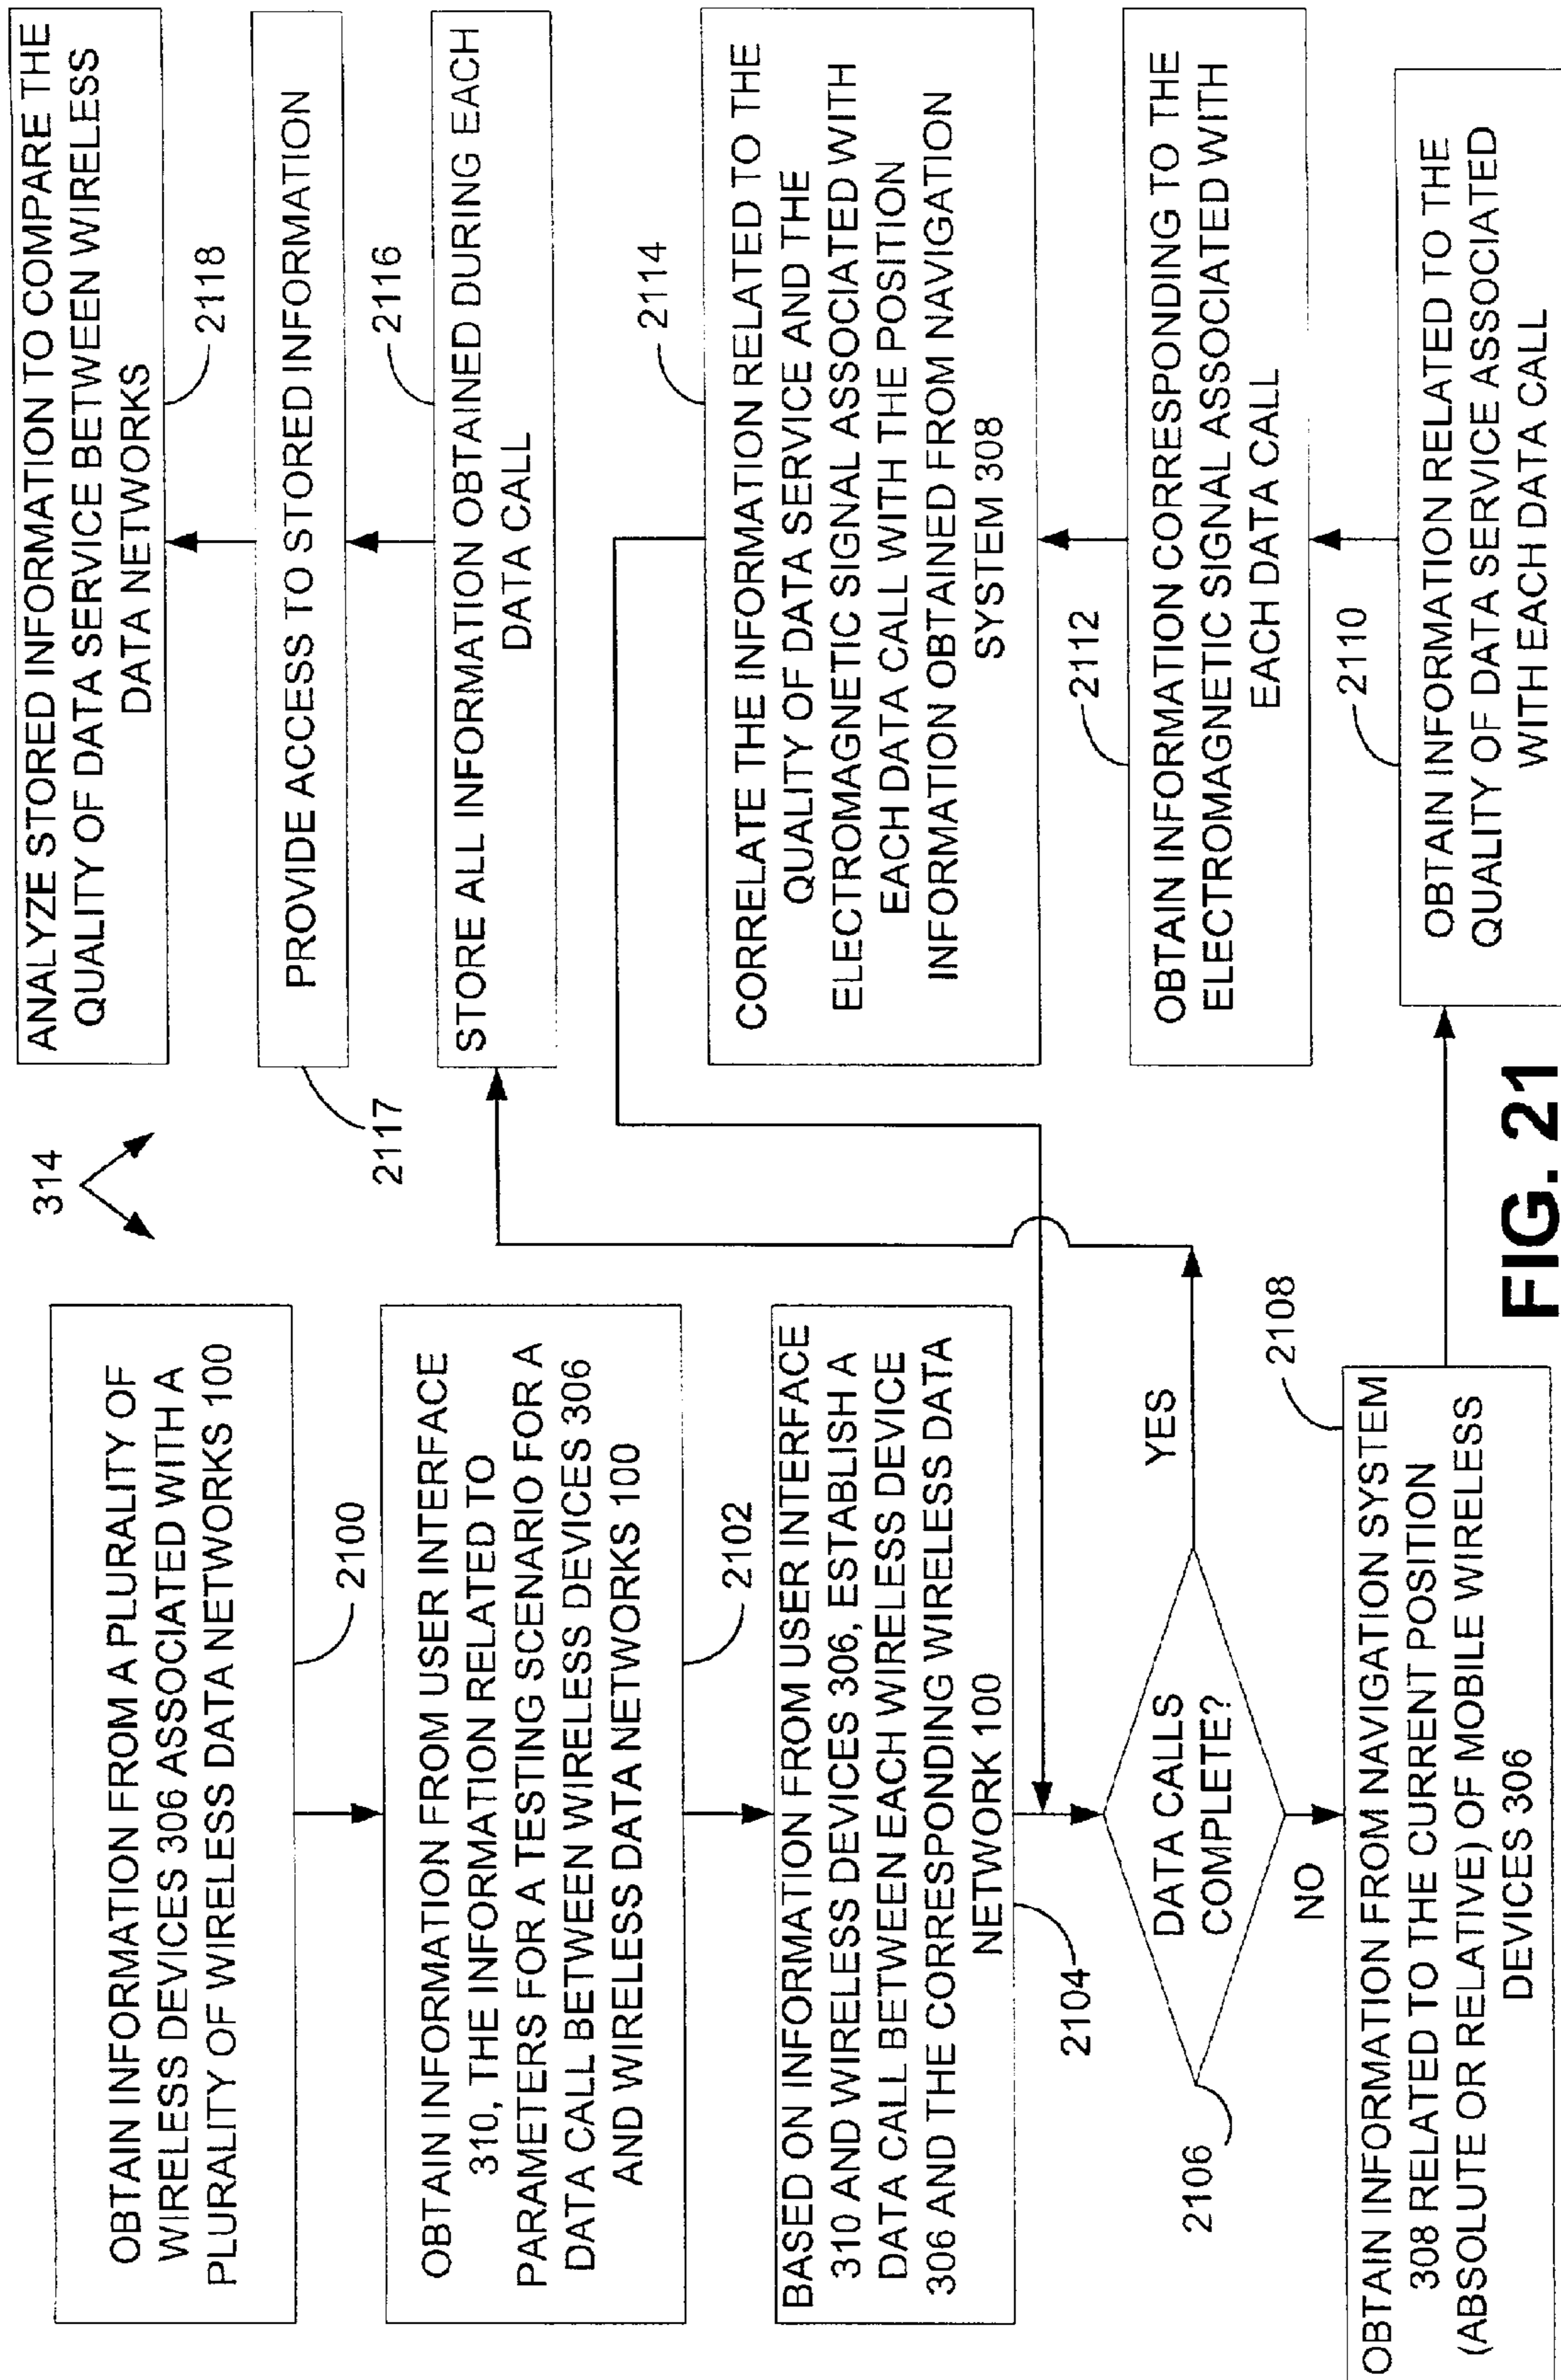 314
OBTAIN INFORMATION FROM A PLURALITY OF
WIRELESS DEVICES 306 ASSOCIATED WITH A
PLURALITY OF WIRELESS DATA NETWORKS 100
2100
OBTAIN INFORMATION FROM USER INTERFACE
310, THE INFORMATION RELATED TO
PARAMETERS FOR A TESTING SCENARIO FOR A
DATA CALL BETWEEN WIRELESS DEVICES 306
AND WIRELESS DATA NETWORKS 100
2102
BASED ON INFORMATION FROM USER INTERFACE
310 AND WIRELESS DEVICES 306, ESTABLISH A
DATA CALL BETWEEN EACH WIRELESS DEVICE
306 AND THE CORRESPONDING WIRELESS DATA
NETWORK 100
2104
DATA CALLS
COMPLETE?
2106
YES
NO
OBTAIN INFORMATION FROM NAVIGATION SYSTEM
308 RELATED TO THE CURRENT POSITION
(ABSOLUTE OR RELATIVE) OF MOBILE WIRELESS
DEVICES 306
2108
ANALYZE STORED INFORMATION TO COMPARE THE
QUALITY OF DATA SERVICE BETWEEN WIRELESS
DATA NETWORKS
2118
PROVIDE ACCESS TO STORED INFORMATION
2117
2116
STORE ALL INFORMATION OBTAINED DURING EACH
DATA CALL
2114
CORRELATE THE INFORMATION RELATED TO THE
QUALITY OF DATA SERVICE AND THE
ELECTROMAGNETIC SIGNAL ASSOCIATED WITH
EACH DATA CALL WITH THE POSITION
INFORMATION OBTAINED FROM NAVIGATION
SYSTEM 308
2112
OBTAIN INFORMATION CORRESPONDING TO THE
ELECTROMAGNETIC SIGNAL ASSOCIATED WITH
EACH DATA CALL
2110
OBTAIN INFORMATION RELATED TO THE
QUALITY OF DATA SERVICE ASSOCIATED
WITH EACH DATA CALL
FIG. 21